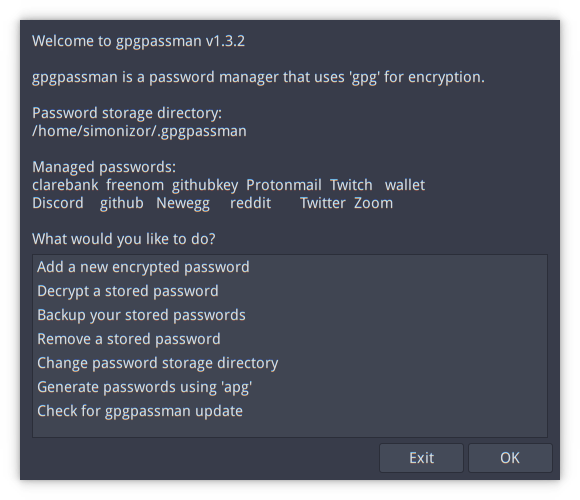 Welcome to gpgpassman v1.3.2
gpgpassman is a password manager that uses 'gpg' for encryption.
Password storage directory:
/home/simonizor/.gpgpassman
Managed passwords:
clarebank freenom githubkey Protonmail Twitch wallet
Discord github Newegg reddit Twitter Zoom
What would you like to do?
Add a new encrypted password
Decrypt a stored password
Backup your stored passwords
Remove a stored password
Change password storage directory
Generate passwords using 'apg'
Check for gpgpassman update
Exit OK